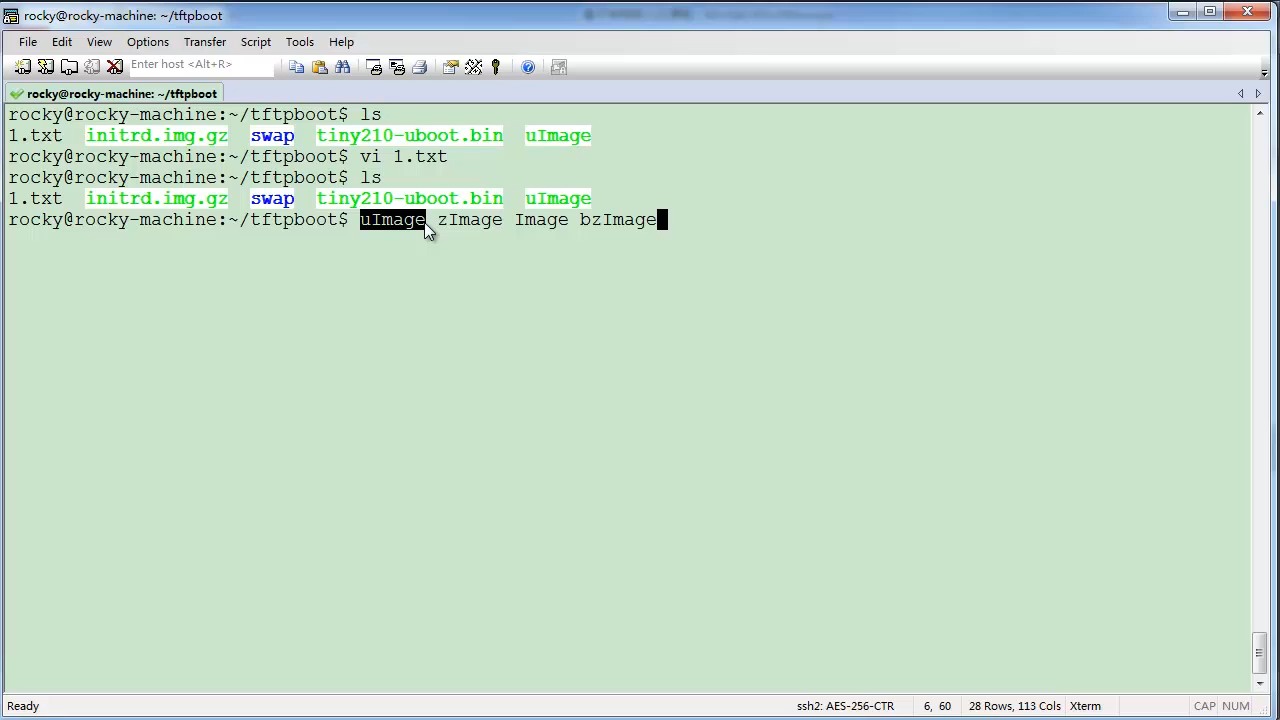 rocky@rocky-machine: ~/tftpboot
File Edit View Options Transfer Script Tools Help
Enter host <Alt+R>
rocky@rocky-machine: ~/tftpboot
rocky@rocky-machine:~/tftpboot$ ls
1.txt initrd.img.gz swap tiny210-uboot.bin uImage
rocky@rocky-machine:~/tftpboot$ vi 1.txt
rocky@rocky-machine:~/tftpboot$ ls
1.txt initrd.img.gz swap tiny210-uboot.bin uImage
rocky@rocky-machine:~/tftpboot$ uImage zImage Image bzImage
Ready ssh2: AES-256-CTR 6, 60 28 Rows, 113 Cols Xterm CAP NUM